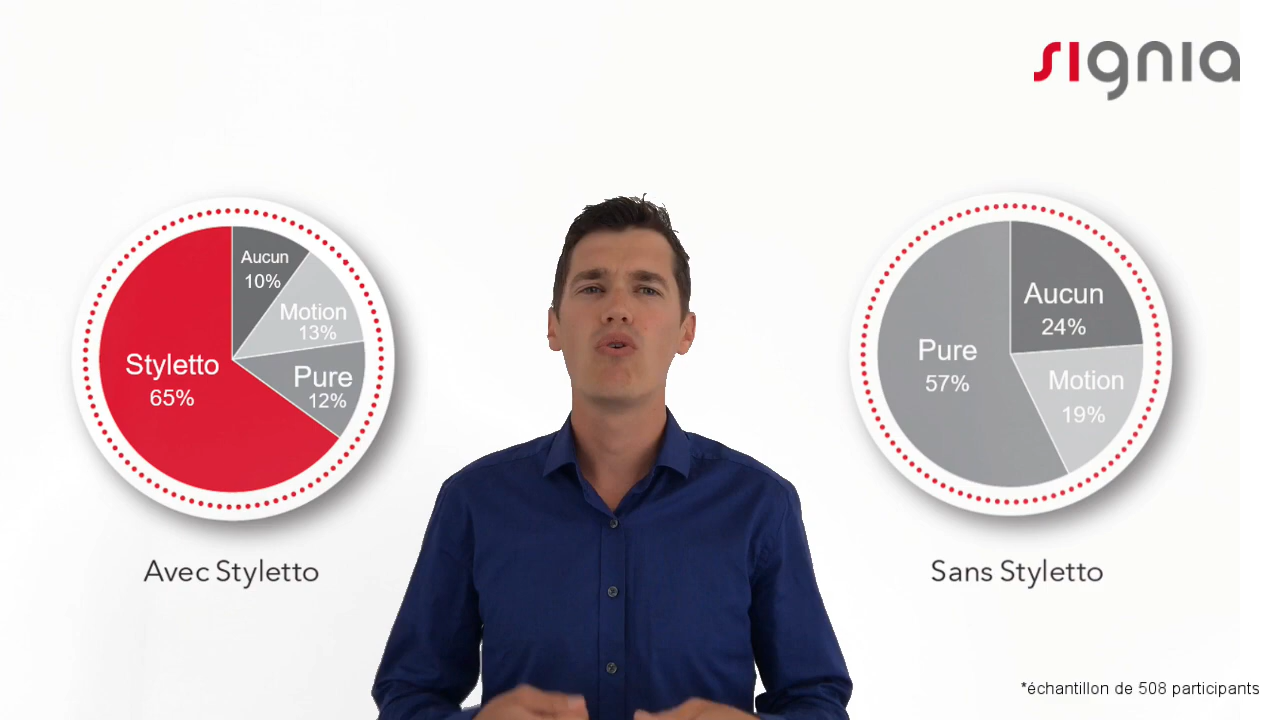 signia
Aucun
10%
Motion
13%
Styletto
65%
Pure
12%
Avec Styletto
Aucun
24%
Pure
57%
Motion
19%
Sans Styletto
*échantillon de 508 participants